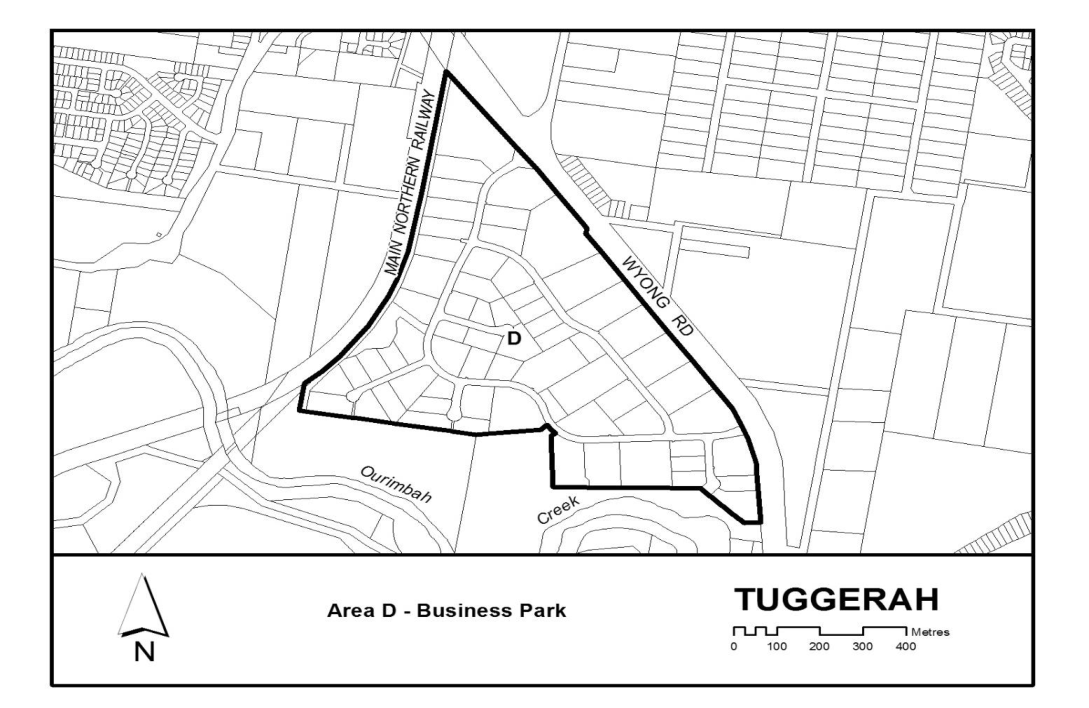 MAIN NORTHERN RAILWAY
WYONG RD
D
Ourimbah
Creek
N
Area D - Business Park
TUGGERAH
Metres
0 100 200 300 400